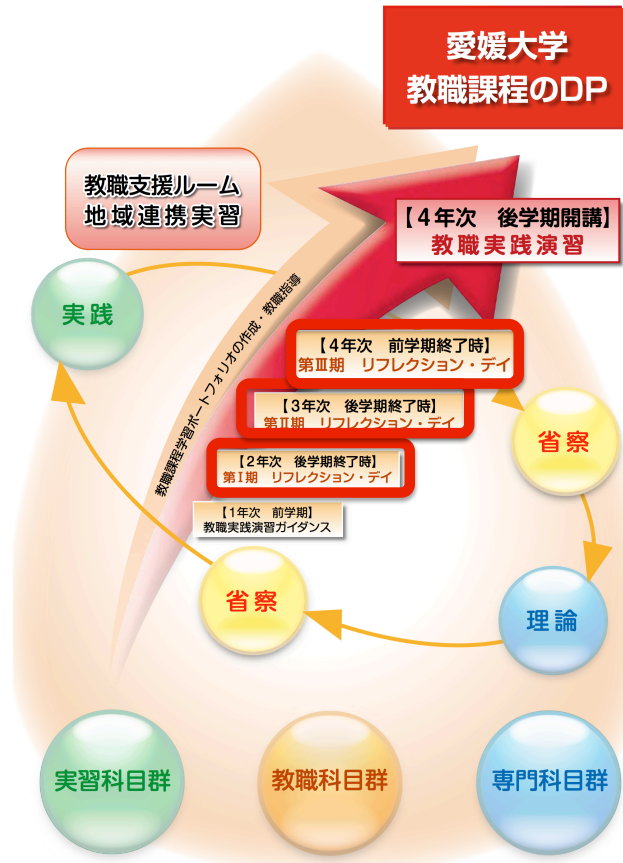 愛媛大学
教職課程のDP
教職支援ルーム
地域連携実習
【4年次　後学期開講】
教職実践演習
実践
教職課程学習ポートフォリオの作成・教職指導
【4年次　前学期終了時】
第Ⅲ期　リフレクション・デイ
【3年次　後学期終了時】
第Ⅱ期　リフレクション・デイ
省察
【2年次　後学期終了時】
第Ⅰ期　リフレクション・デイ
【1年次　前学期】
教職実践演習ガイダンス
省察
理論
実習科目群
教職科目群
専門科目群